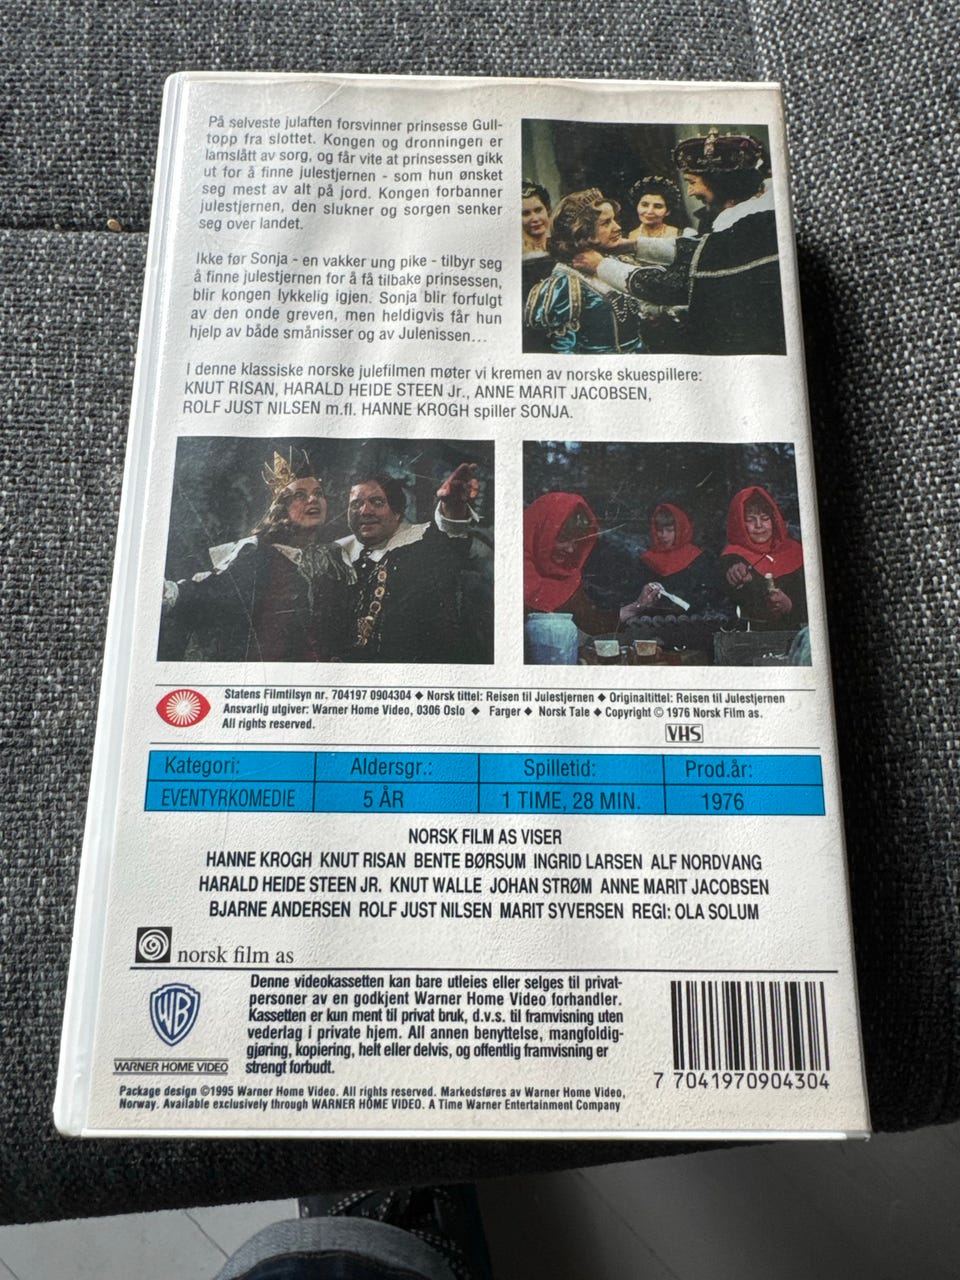 På selveste julaften forsvinner prinsesse Gull-
topp fra slottet. Kongen og dronningen er
lamslått av sorg, og får vite at prinsessen gikk
ut for å finne julestjernen - som hun ønsket
seg mest av alt på jord. Kongen forbanner
julestjernen, den slukner og sorgen senker
seg over landet.
Ikke før Sonja - en vakker ung pike - tilbyr seg
å finne julestjernen for å få tilbake prinsessen,
blir kongen lykkelig igjen. Sonja blir forfulgt
av den onde greven, men heldigvis får hun
hjelp av både smånisser og av Julenissen...
I denne klassiske norske julefilmen møter vi kremen av norske skuespillere:
KNUT RISAN, HARALD HEIDE STEEN Jr., ANNE MARIT JACOBSEN,
ROLF JUST NILSEN m.fl. HANNE KROGH spiller SONJA.
Statens Filmtilsyn nr. 704197 0904304 ◆ Norsk tittel: Reisen til Julestjernen ◆ Originaltittel: Reisen til Julestjernen
Ansvarlig utgiver: Warner Home Video, 0306 Oslo ◆ Farger ◆ Norsk Tale ◆ Copyright © 1976 Norsk Film as.
All rights reserved.
VHS
Kategori: Aldersgr.: Spilletid: Prod.år:
EVENTYRKOMEDIE 5 ÅR 1 TIME, 28 MIN. 1976
NORSK FILM AS VISER
HANNE KROGH KNUT RISAN BENTE BØRSUM INGRID LARSEN ALF NORDVANG
HARALD HEIDE STEEN JR. KNUT WALLE JOHAN STRØM ANNE MARIT JACOBSEN
BJARNE ANDERSEN ROLF JUST NILSEN MARIT SYVERSEN REGI: OLA SOLUM
norsk film as
WB
WARNER HOME VIDEO
Denne videokassetten kan bare utleies eller selges til privat-
personer av en godkjent Warner Home Video forhandler.
Kassetten er kun ment til privat bruk, d.v.s. til framvisning uten
vederlag i private hjem. All annen benyttelse, mangfoldig-
gjøring, kopiering, helt eller delvis, og offentlig framvisning er
strengt forbudt.
7 7041970904304
Package design ©1995 Warner Home Video. All rights reserved. Markedsføres av Warner Home Video,
Norway. Available exclusively through WARNER HOME VIDEO. A Time Warner Entertainment Company